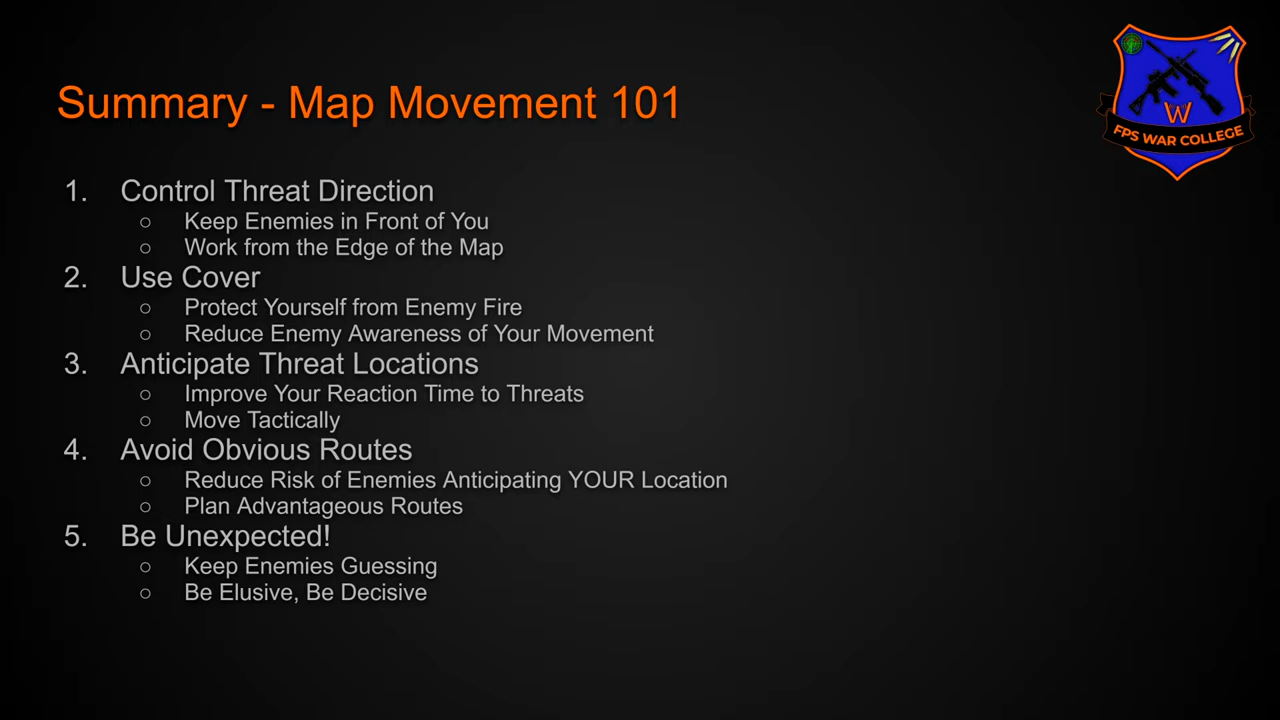 Summary - Map Movement 101
W
FPS WAR COLLEGE
1. Control Threat Direction
○ Keep Enemies in Front of You
○ Work from the Edge of the Map
2. Use Cover
○ Protect Yourself from Enemy Fire
○ Reduce Enemy Awareness of Your Movement
3. Anticipate Threat Locations
○ Improve Your Reaction Time to Threats
○ Move Tactically
4. Avoid Obvious Routes
○ Reduce Risk of Enemies Anticipating YOUR Location
○ Plan Advantageous Routes
5. Be Unexpected!
○ Keep Enemies Guessing
○ Be Elusive, Be Decisive